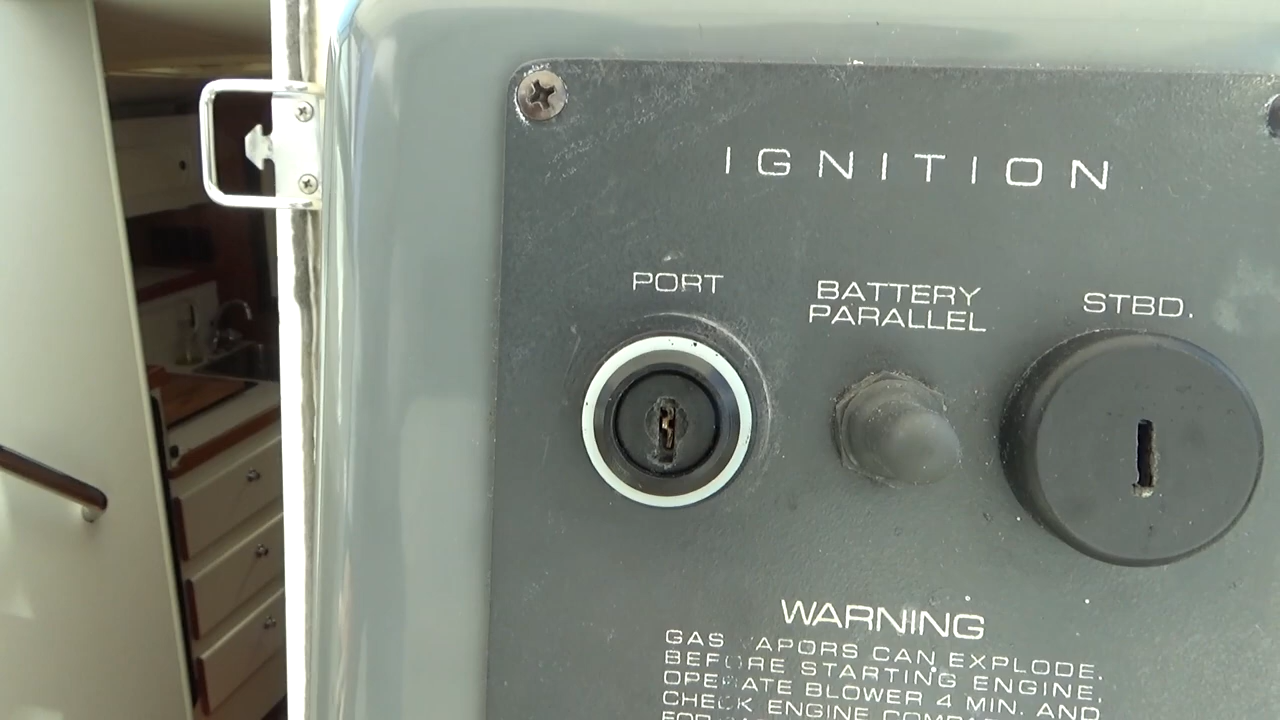 IGNITION
PORT
BATTERY
PARALLEL
STBD.
WARNING
GAS VAPORS CAN EXPLODE.
BEFORE STARTING ENGINE,
OPERATE BLOWER 4 MIN. AND
CHECK ENGINE